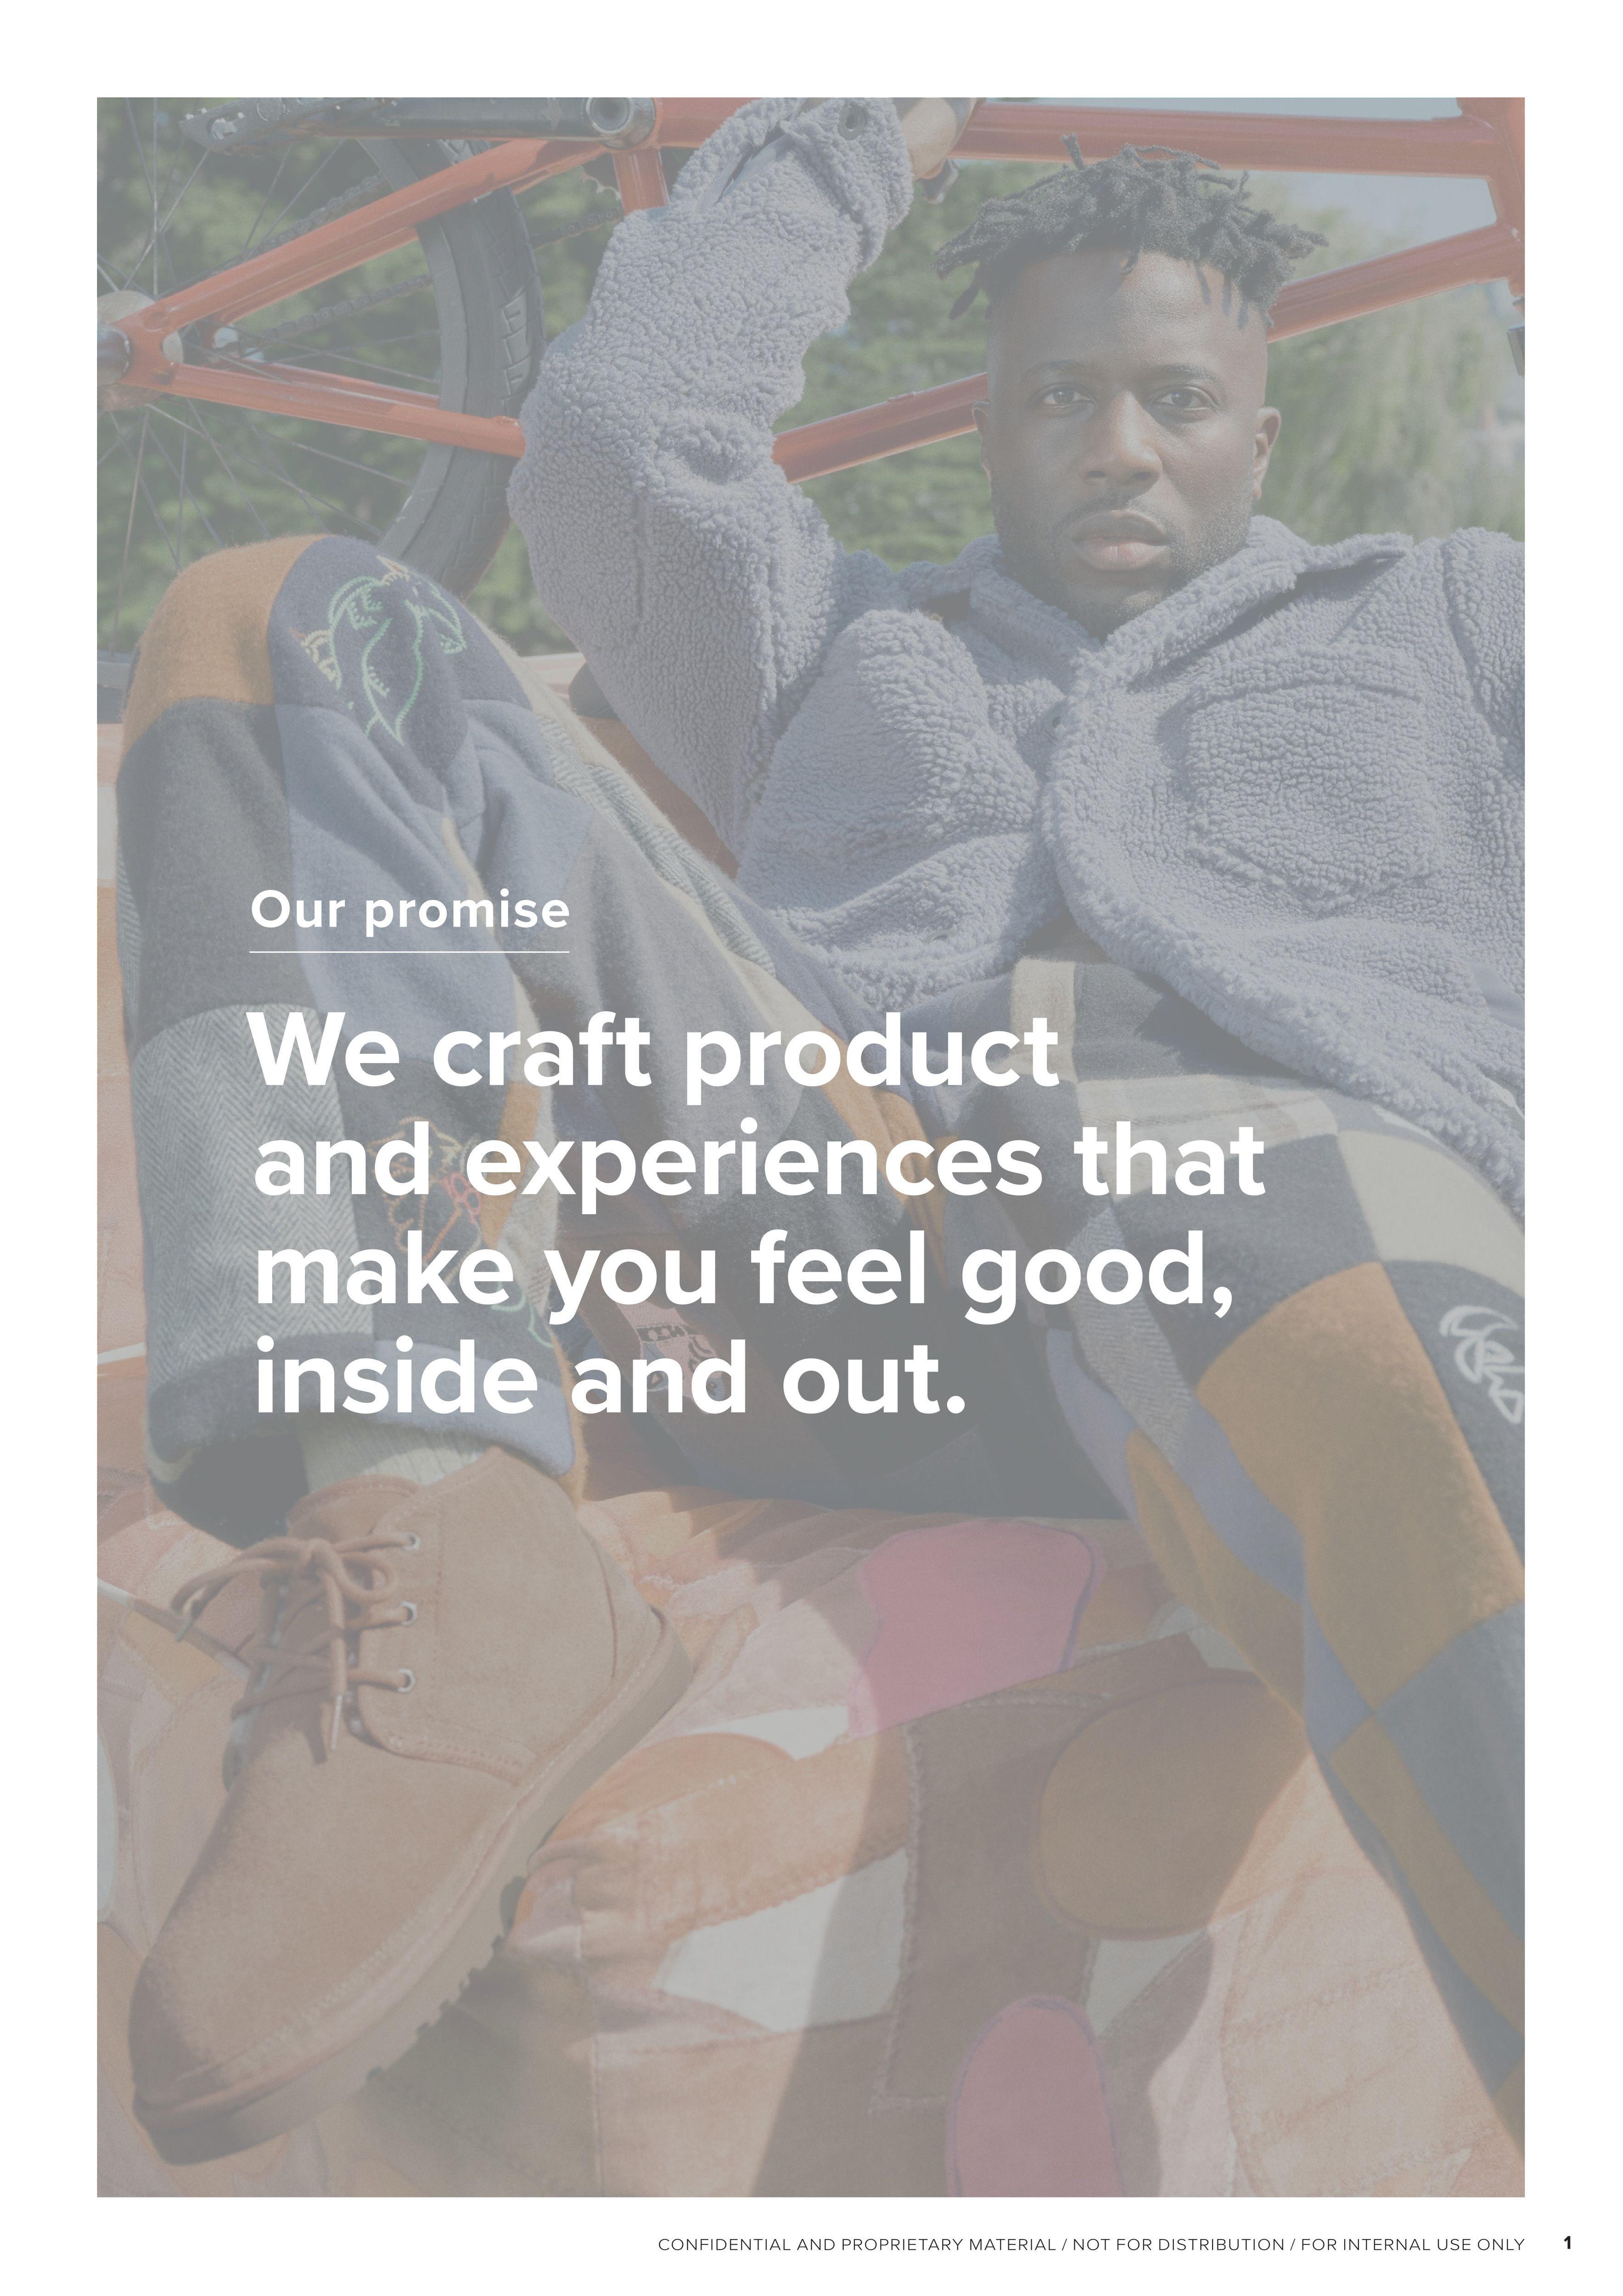 Our promise
We craft product
and experiences that
make you feel good,
inside and out.
CONFIDENTIAL AND PROPRIETARY MATERIAL / NOT FOR DISTRIBUTION / FOR INTERNAL USE ONLY 1